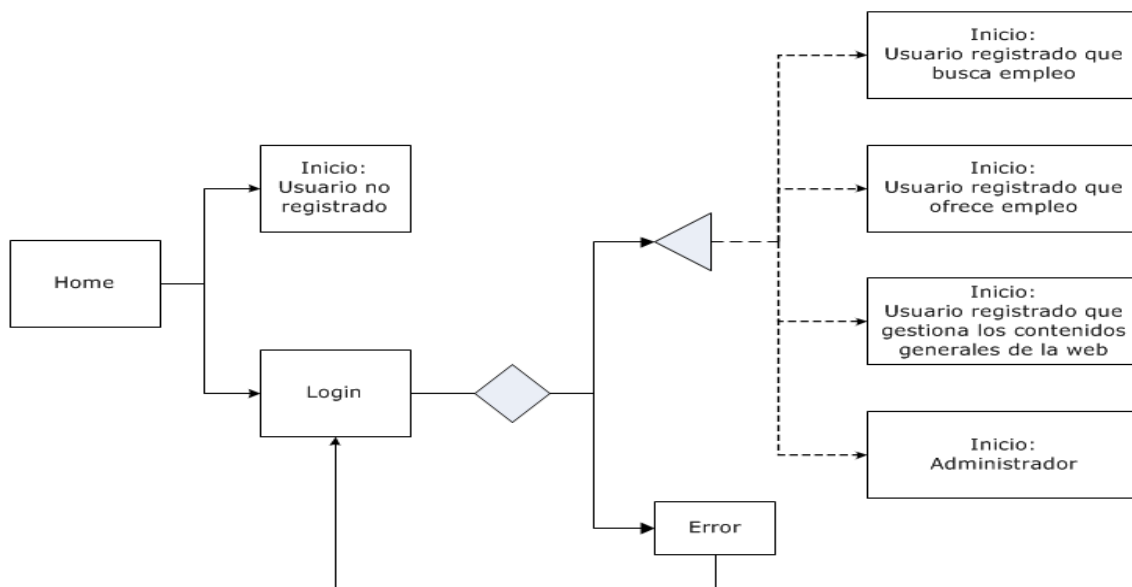 Home
Inicio:
Usuario no
registrado
Login
Error
Inicio:
Usuario registrado que
busca empleo
Inicio:
Usuario registrado que
ofrece empleo
Inicio:
Usuario registrado que
gestiona los contenidos
generales de la web
Inicio:
Administrador